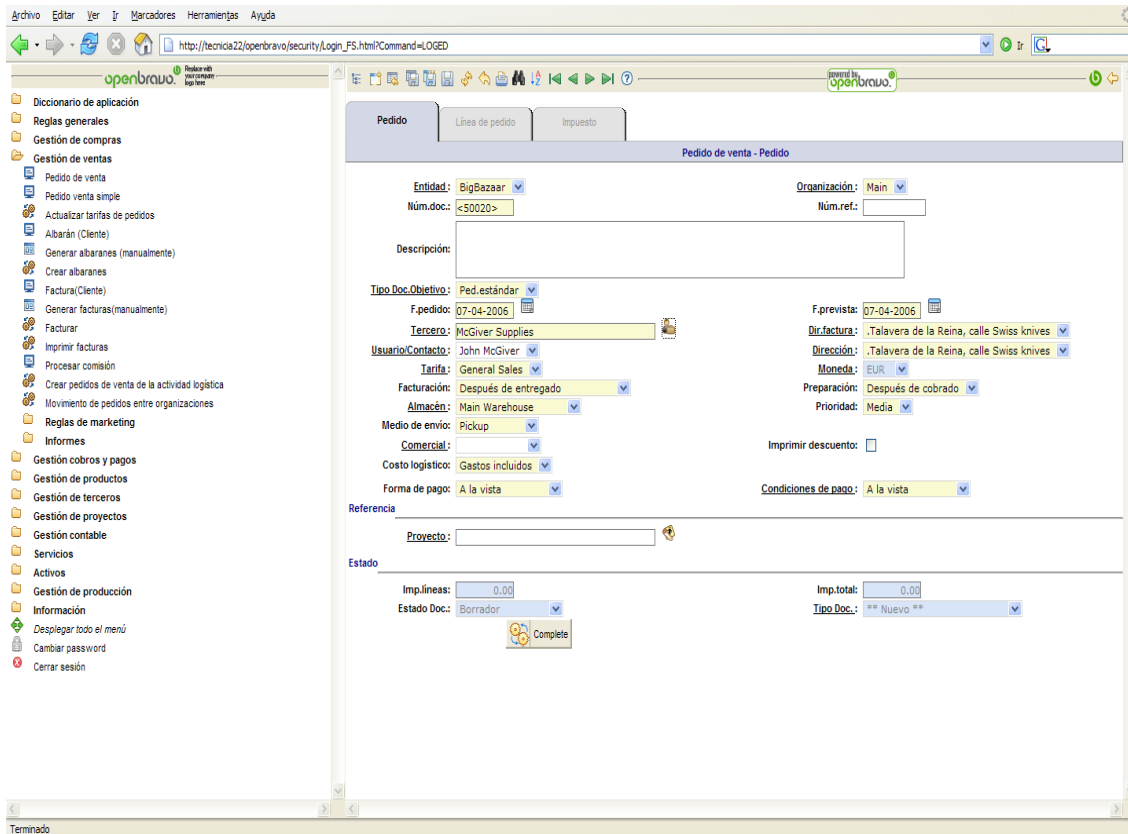 Archivo Editar Ver Ir Marcadores Herramientas Ayuda
http://tecnicia22/openbravo/security/Login_FS.html?Command=LOGED
Ir
G
openbravo.
Replace with
your company
logo here
powered by
openbravo.
Diccionario de aplicación
Reglas generales
Gestión de compras
Gestión de ventas
Pedido de venta
Pedido venta simple
Actualizar tarifas de pedidos
Albarán (Cliente)
Generar albaranes (manualmente)
Crear albaranes
Factura(Cliente)
Generar facturas(manualmente)
Facturar
Imprimir facturas
Procesar comisión
Crear pedidos de venta de la actividad logística
Movimiento de pedidos entre organizaciones
Reglas de marketing
Informes
Gestión cobros y pagos
Gestión de productos
Gestión de terceros
Gestión de proyectos
Gestión contable
Servicios
Activos
Gestión de producción
Información
Desplegar todo el menú
Cambiar password
Cerrar sesión
Pedido
Línea de pedido
Impuesto
Pedido de venta - Pedido
Entidad: BigBazaar Organización: Main
Núm.doc.: <50020> Núm.ref.:
Descripción:
Tipo Doc.Objetivo: Ped.estándar
F.pedido: 07-04-2006 F.prevista: 07-04-2006
Tercero: McGiver Supplies Dir.factura: .Talavera de la Reina, calle Swiss knives
Usuario/Contacto: John McGiver Dirección: .Talavera de la Reina, calle Swiss knives
Tarifa: General Sales Moneda: EUR
Facturación: Después de entregado Preparación: Después de cobrado
Almacén: Main Warehouse Prioridad: Media
Medio de envío: Pickup
Comercial: Imprimir descuento:
Costo logístico: Gastos incluidos
Forma de pago: A la vista Condiciones de pago: A la vista
Referencia
Proyecto:
Estado
Imp.líneas: 0.00 Imp.total: 0.00
Estado Doc.: Borrador Tipo Doc.: ** Nuevo **
Complete
Terminado